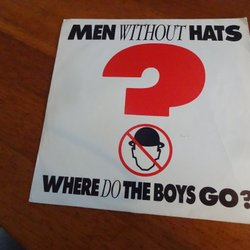 MEN WITHOUT HATS
?
WHERE DO THE BOYS GO?